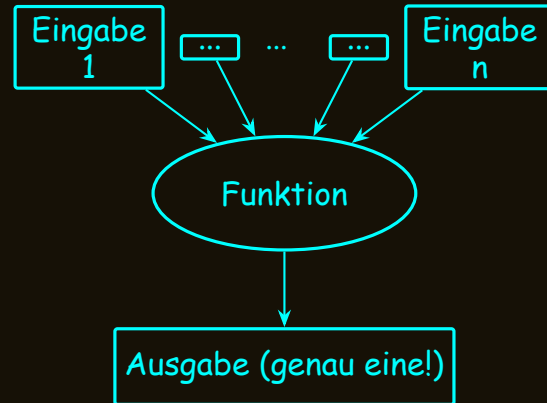 Eingabe
1
... ... ...
Eingabe
n
Funktion
Ausgabe (genau eine!)